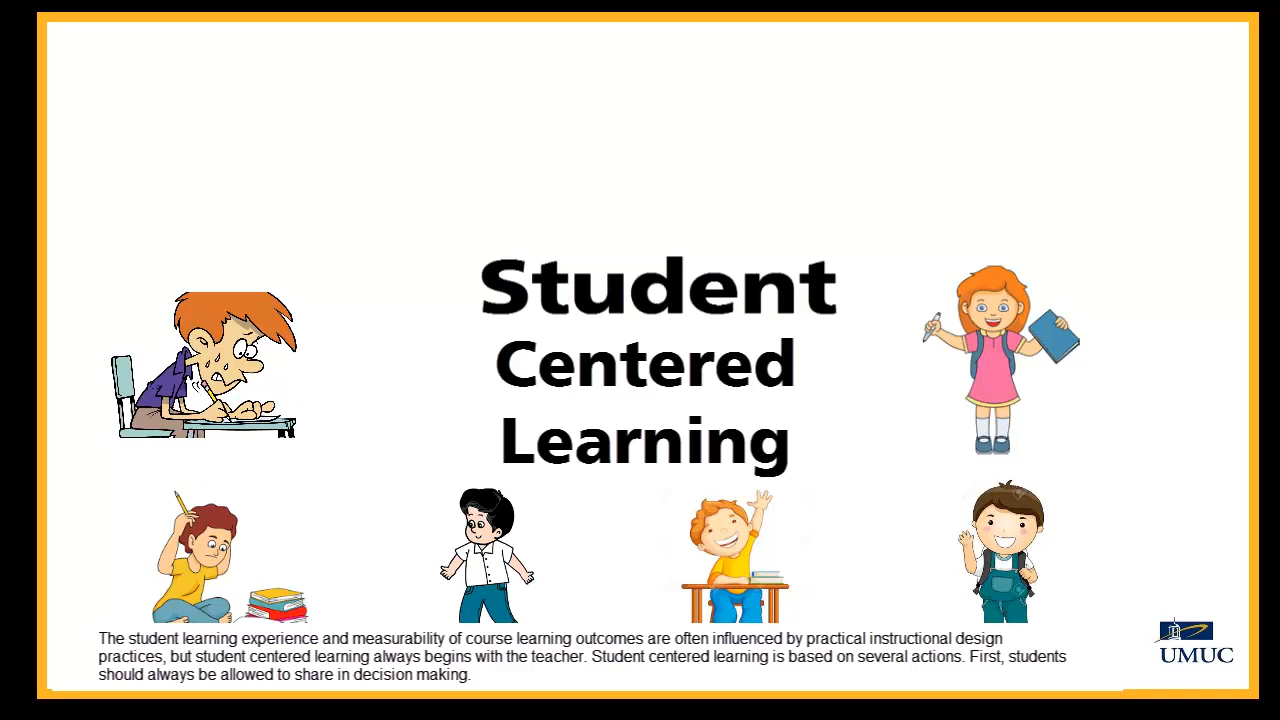 Student
Centered
Learning
The student learning experience and measurability of course learning outcomes are often influenced by practical instructional design
practices, but student centered learning always begins with the teacher. Student centered learning is based on several actions. First, students
should always be allowed to share in decision making.
UMUC